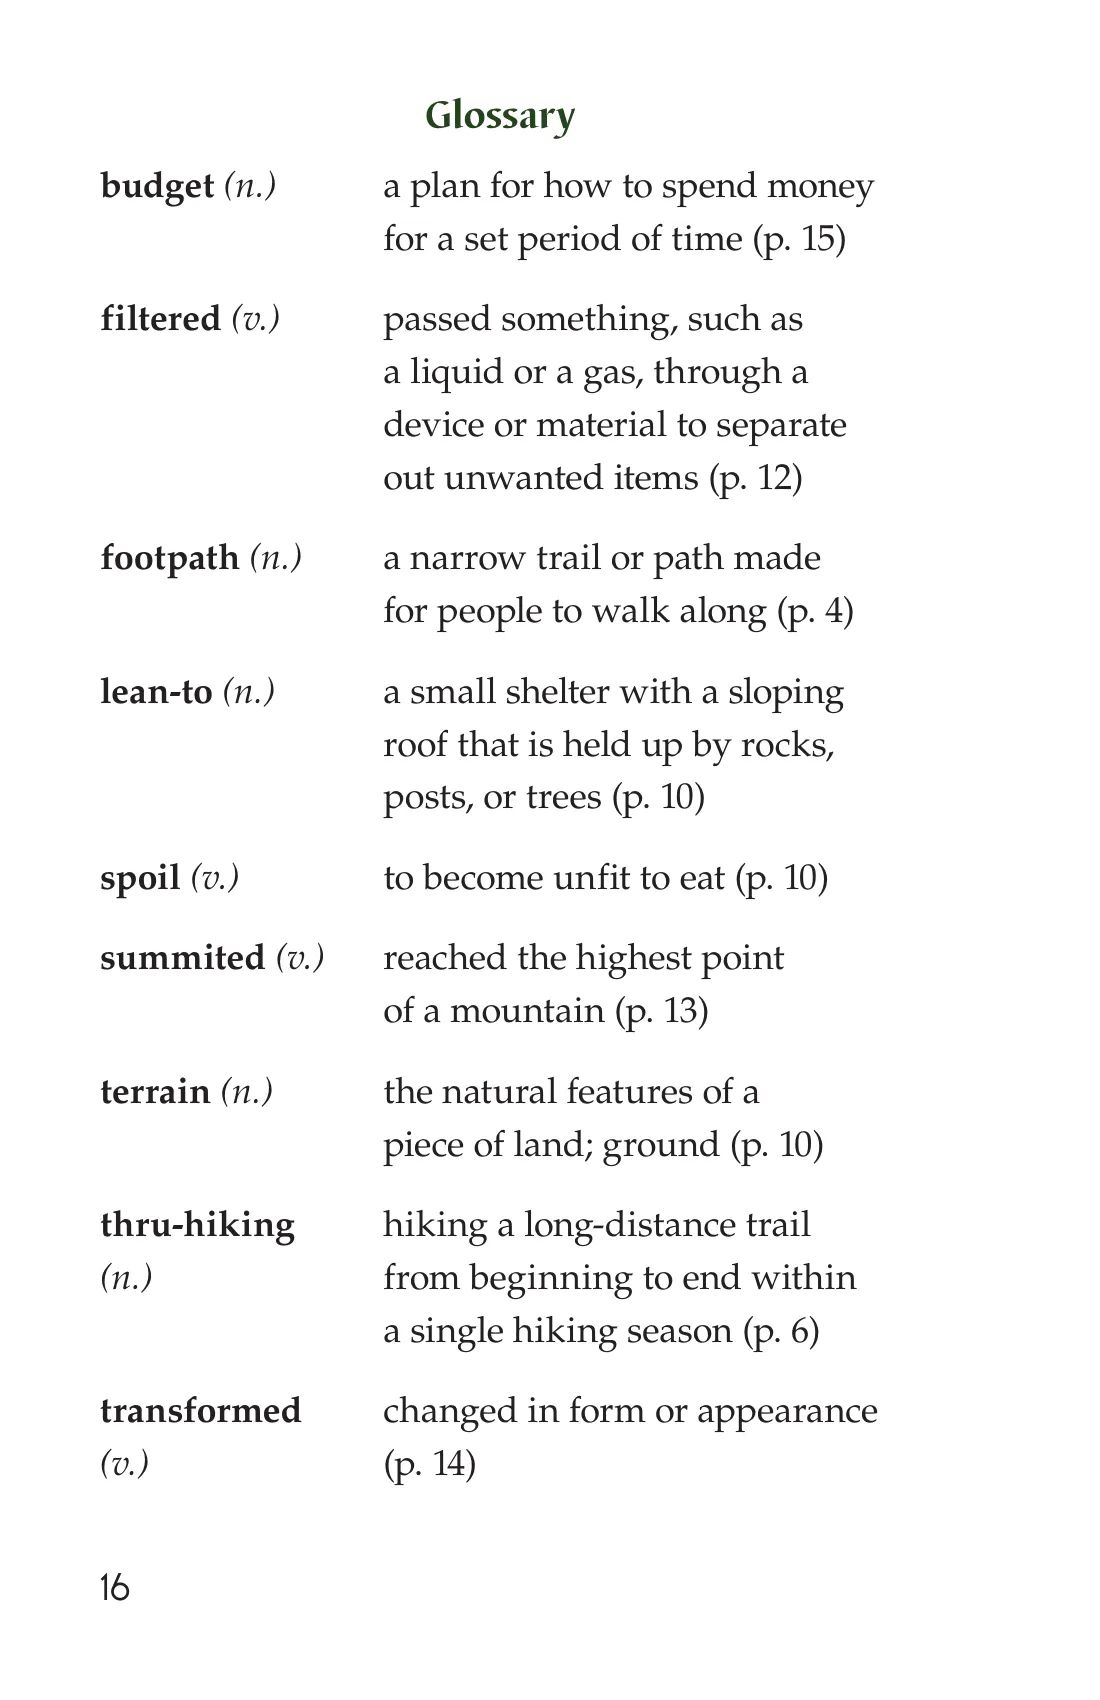 Glossary
budget (n.) a plan for how to spend money
for a set period of time (p. 15)
filtered (v.) passed something, such as
a liquid or a gas, through a
device or material to separate
out unwanted items (p. 12)
footpath (n.) a narrow trail or path made
for people to walk along (p. 4)
lean-to (n.) a small shelter with a sloping
roof that is held up by rocks,
posts, or trees (p. 10)
spoil (v.) to become unfit to eat (p. 10)
summited (v.) reached the highest point
of a mountain (p. 13)
terrain (n.) the natural features of a
piece of land; ground (p. 10)
thru-hiking hiking a long-distance trail
(n.) from beginning to end within
a single hiking season (p. 6)
transformed changed in form or appearance
(v.) (p. 14)
16